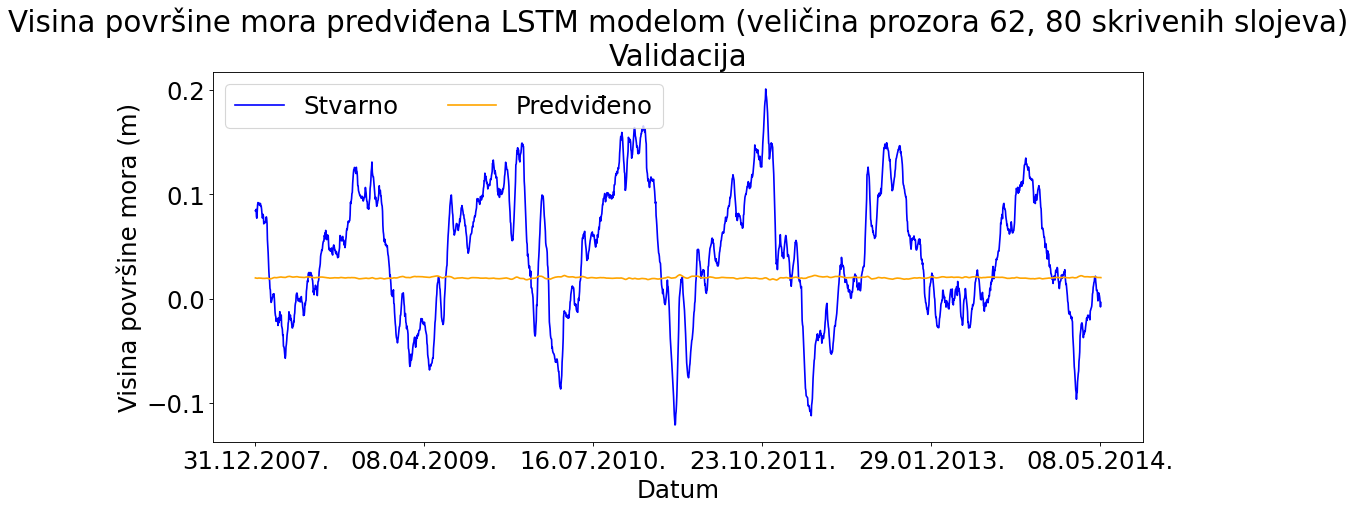 Visina površine mora predviđena LSTM modelom (veličina prozora 62, 80 skrivenih slojeva)
Validacija
Stvarno Predviđeno
Visina površine mora (m)
0.2
0.1
0.0
−0.1
31.12.2007. 08.04.2009. 16.07.2010. 23.10.2011. 29.01.2013. 08.05.2014.
Datum